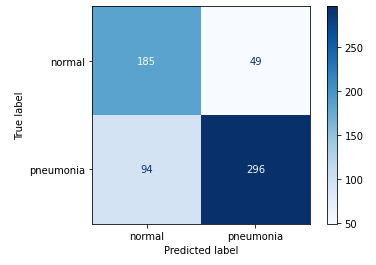 normal
pneumonia
True label
185
49
94
296
normal
pneumonia
Predicted label
250
200
150
100
50